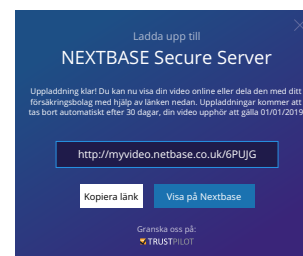 Ladda upp till
NEXTBASE Secure Server
Uppladdning klar! Du kan nu visa din video online eller dela den med ditt
försäkringsbolag med hjälp av länken nedan. Uppladdningar kommer att
tas bort automatiskt efter 30 dagar, din video upphör att gälla 01/01/2019
http://myvideo.netbase.co.uk/6PUJG
Kopiera länk
Visa på Nextbase
Granska oss på:
TRUSTPILOT